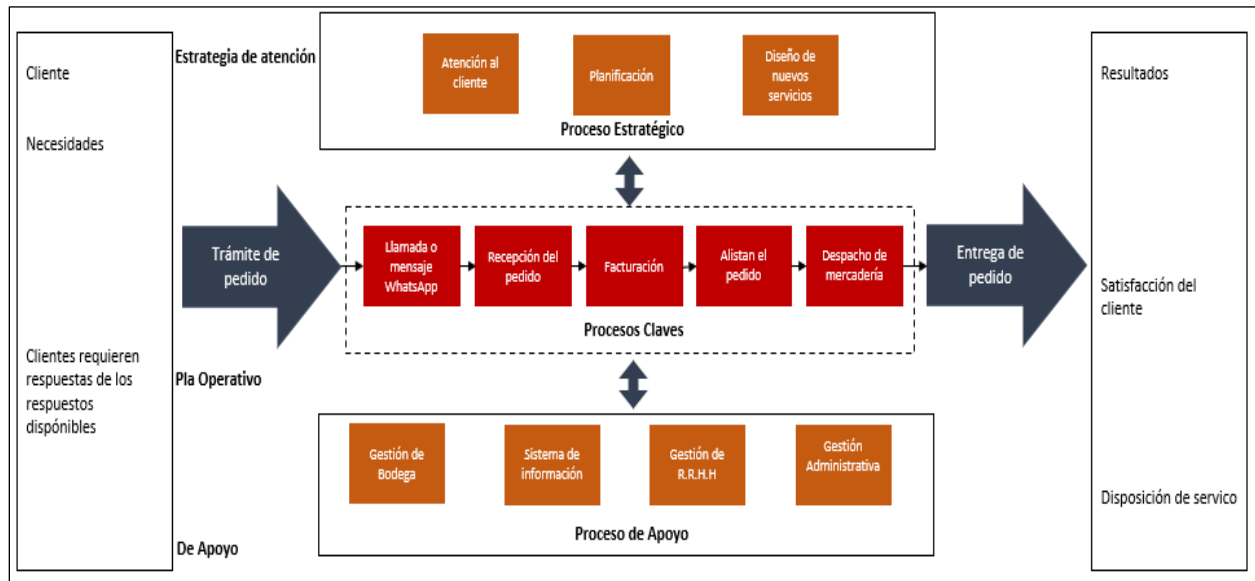 Cliente
Necesidades
Clientes requieren
respuestas de los
respuestos
dispónibles
Estrategia de atención
Atención al
cliente
Planificación
Diseño de
nuevos
servicios
Proceso Estratégico
Trámite de
pedido
Llamada o
mensaje
WhatsApp
Recepción del
pedido
Facturación
Alistan el
pedido
Despacho de
mercadería
Procesos Claves
Entrega de
pedido
Pla Operativo
Gestión de
Bodega
Sistema de
información
Gestión de
R.R.H.H
Gestión
Administrativa
Proceso de Apoyo
De Apoyo
Resultados
Satisfacción del
cliente
Disposición de servico